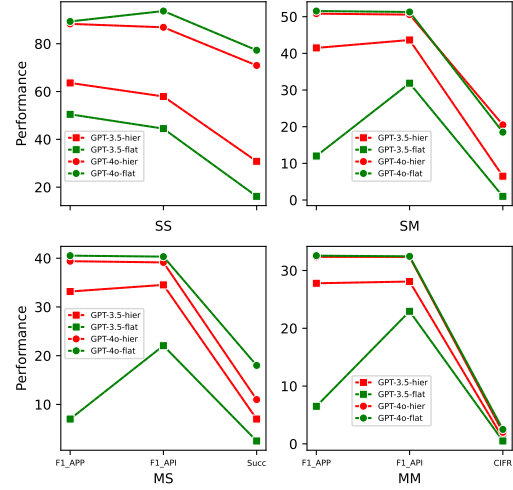 Performance
80
60
40
20
GPT-3.5-hier
GPT-3.5-flat
GPT-4o-hier
GPT-4o-flat
SS
50
40
30
20
10
0
GPT-3.5-hier
GPT-3.5-flat
GPT-4o-hier
GPT-4o-flat
SM
Performance
40
30
20
10
GPT-3.5-hier
GPT-3.5-flat
GPT-4o-hier
GPT-4o-flat
F1_APP F1_API Succ
MS
30
20
10
0
GPT-3.5-hier
GPT-3.5-flat
GPT-4o-hier
GPT-4o-flat
F1_APP F1_API CIFR
MM